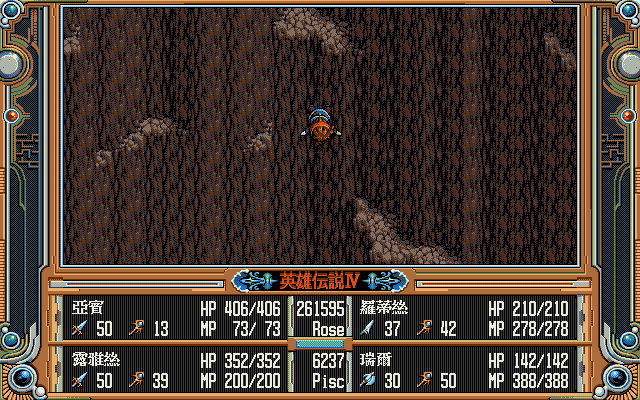 英雄伝説Ⅳ
亞賓 HP 406/406
50 13 MP 73/ 73
261595
Rose
羅蒂絲 HP 210/210
37 42 MP 278/278
露雅絲 HP 352/352
50 39 MP 200/200
6237
Pisc
瑞爾 HP 142/142
30 50 MP 388/388